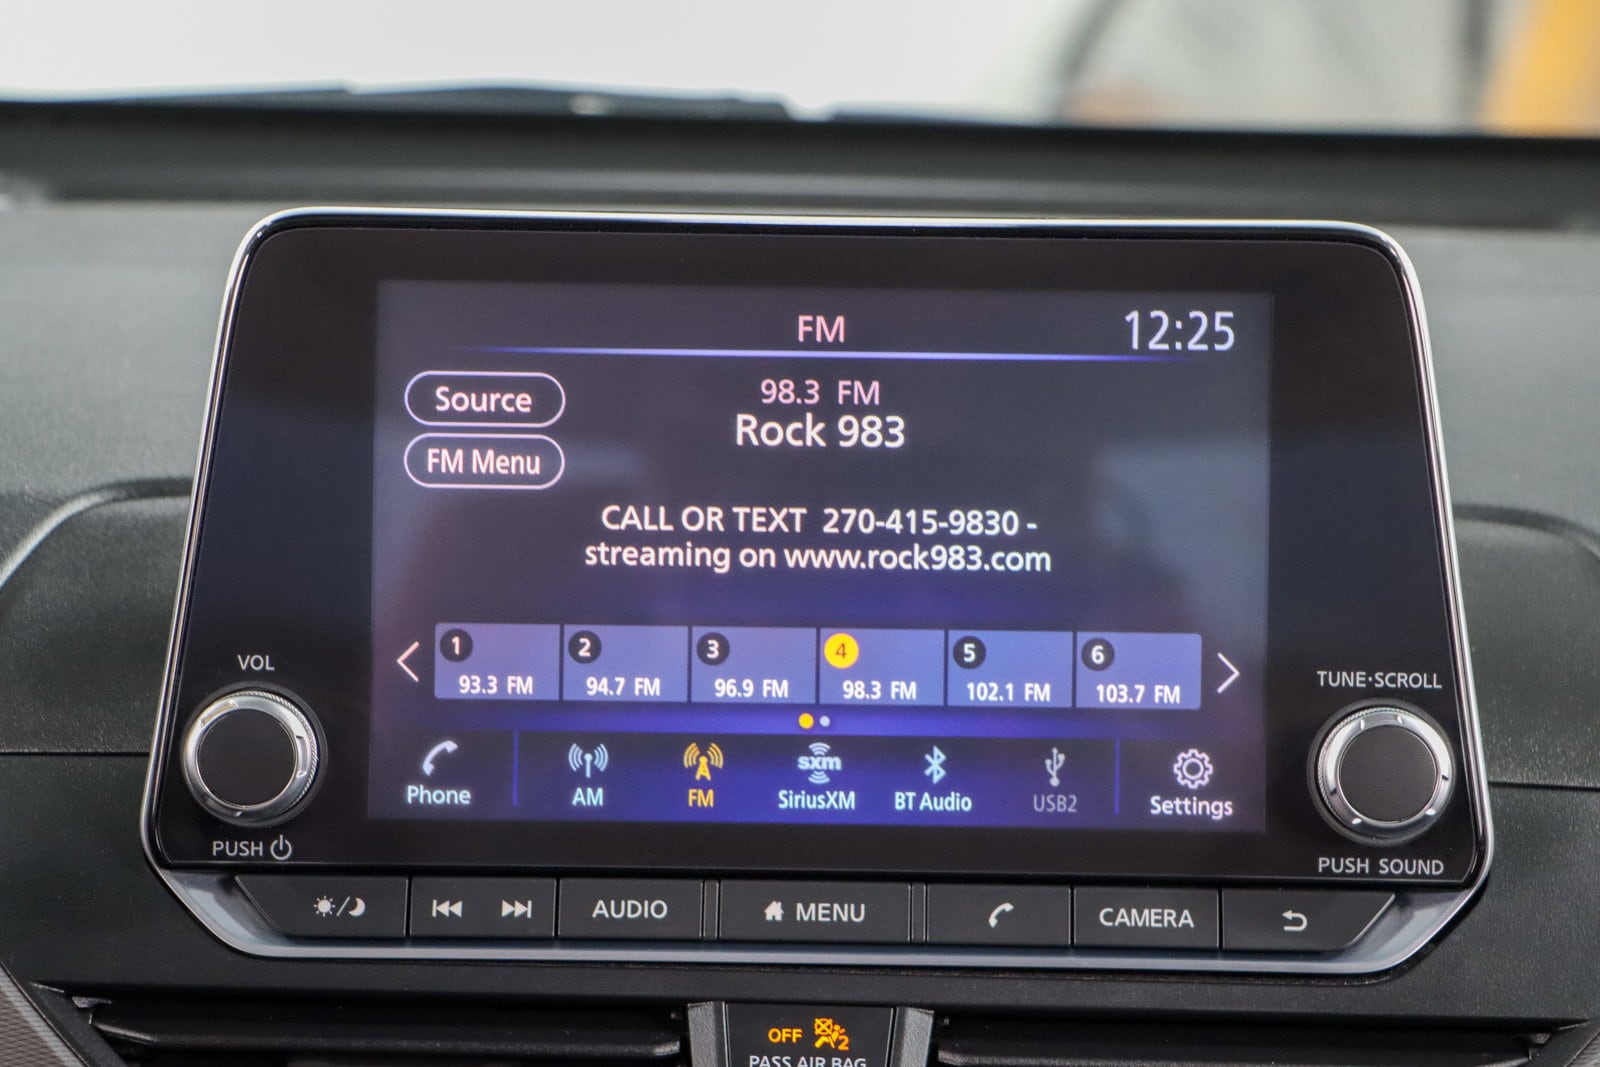 FM
12:25
Source
98.3 FM
Rock 983
FM Menu
CALL OR TEXT 270-415-9830 -
streaming on www.rock983.com
1 2 3 4 5 6
93.3 FM 94.7 FM 96.9 FM 98.3 FM 102.1 FM 103.7 FM
VOL
TUNE·SCROLL
sxm
Phone AM FM SiriusXM BT Audio USB2 Settings
PUSH
PUSH SOUND
AUDIO MENU CAMERA
OFF 2
PASS AIR BAG